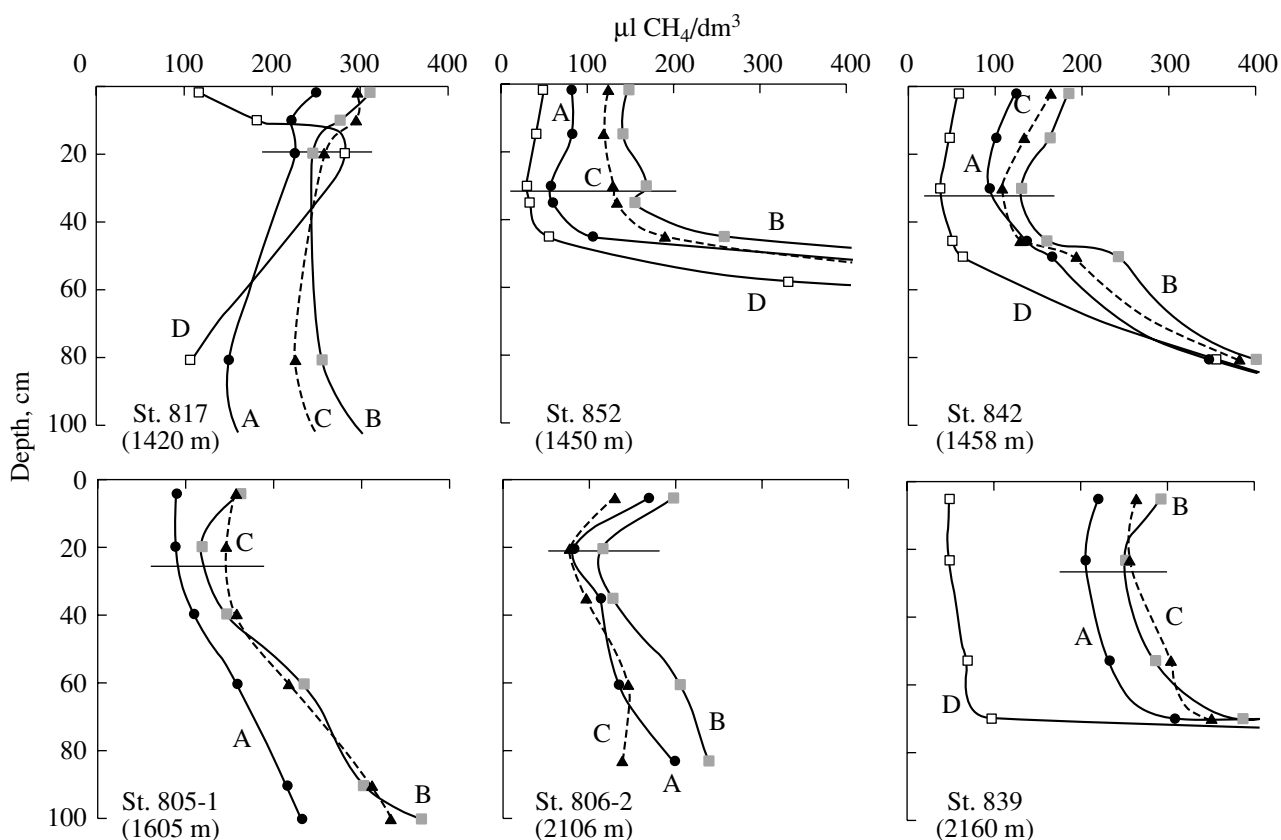 µl CH4/dm3
0 100 200 300 400 0 100 200 300 400 0 100 200 300 400
Depth, cm
20
40
60
80
100
D
A
C
B
St. 817
(1420 m)
A
C
B
D
St. 852
(1450 m)
C
A
B
D
St. 842
(1458 m)
0
20
40
60
80
100
C
A
B
St. 805-1
(1605 m)
C
B
A
St. 806-2
(2106 m)
B
C
A
D
St. 839
(2160 m)